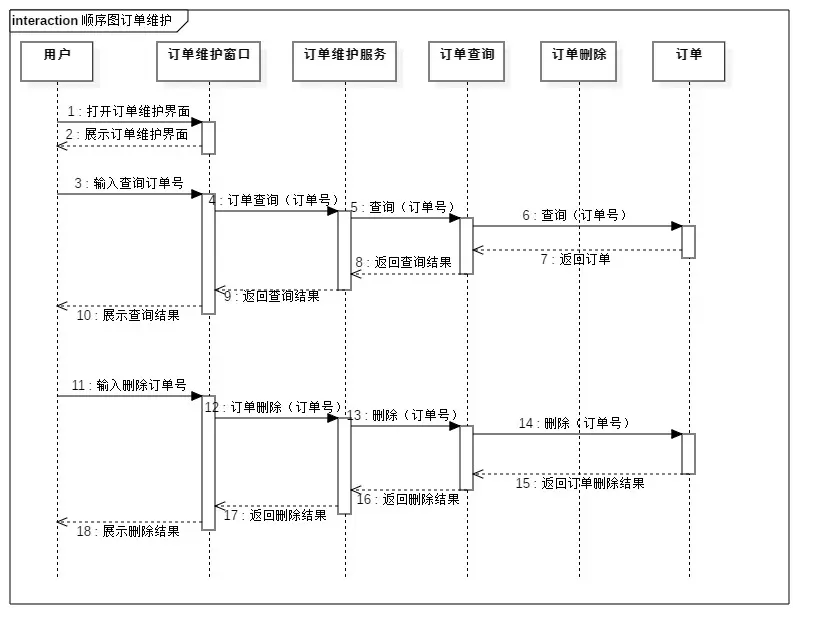 interaction 顺序图订单维护
用户 订单维护窗口 订单维护服务 订单查询 订单删除 订单
1 : 打开订单维护界面
2 : 展示订单维护界面
3 : 输入查询订单号
4 : 订单查询（订单号）
5 : 查询（订单号）
6 : 查询（订单号）
7 : 返回订单
8 : 返回查询结果
9 : 返回查询结果
10 : 展示查询结果
11 : 输入删除订单号
12 : 订单删除（订单号）
13 : 删除（订单号）
14 : 删除（订单号）
15 : 返回订单删除结果
16 : 返回删除结果
17 : 返回删除结果
18 : 展示删除结果